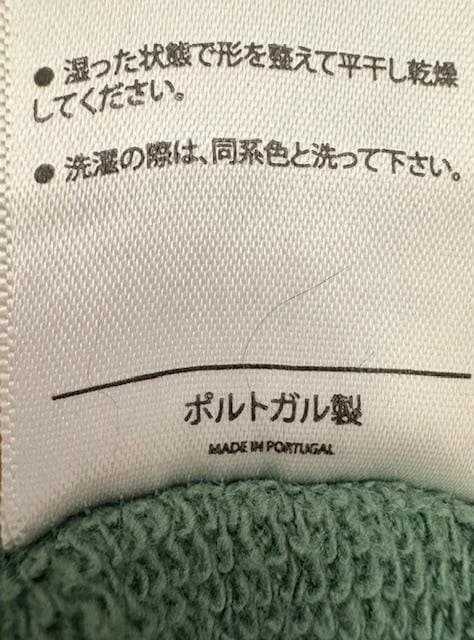 ● 湿った状態で形を整えて平干し乾燥
してください。
● 洗濯の際は、同系色と洗って下さい。
ポルトガル製
MADE IN PORTUGAL